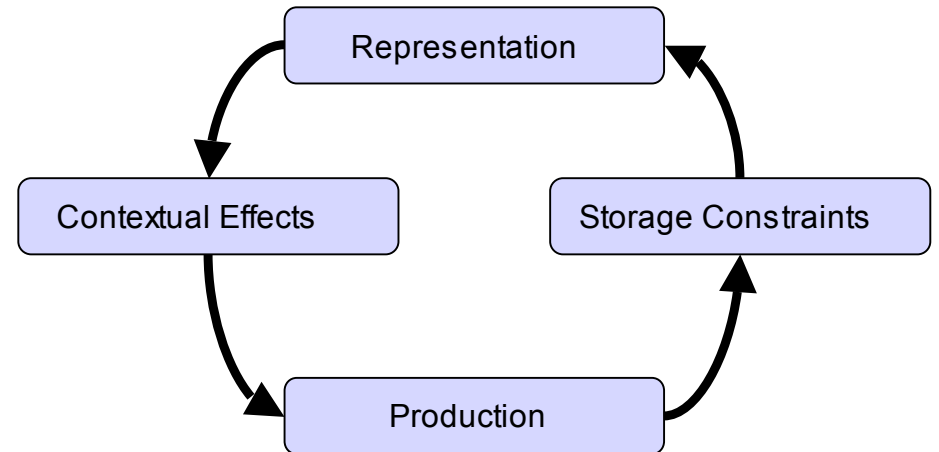 Representation
Contextual Effects
Storage Constraints
Production